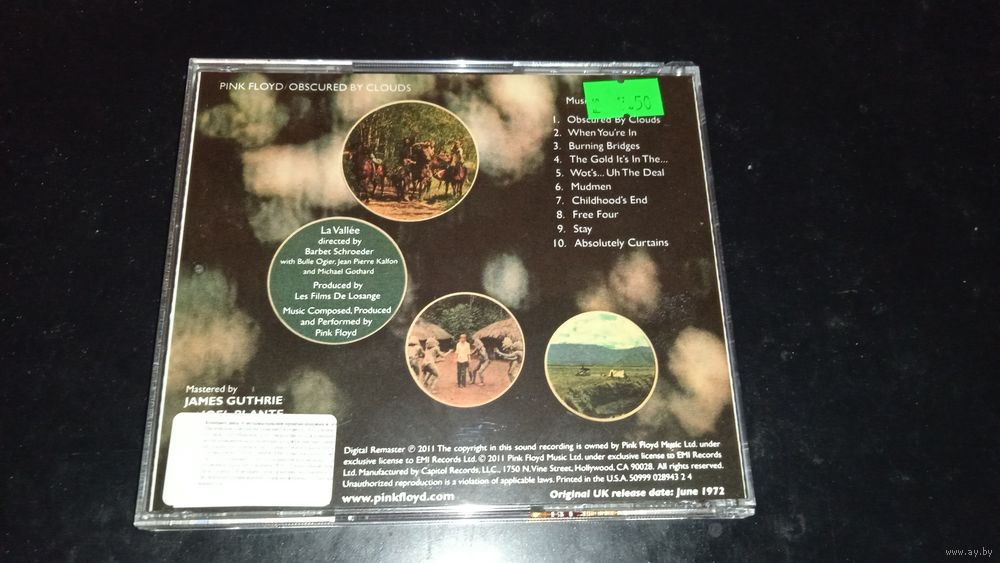 PINK FLOYD/OBSCURED BY CLOUDS
.50
1. Obscured By Clouds
2. When You're In
3. Burning Bridges
4. The Gold It's In The...
5. Wot's... Uh The Deal
6. Mudmen
7. Childhood's End
8. Free Four
9. Stay
10. Absolutely Curtains
La Vallée
directed by
Barbet Schroeder
with Bulle Ogier, Jean Pierre Kalfon
and Michael Gothard
Produced by
Les Films De Losange
Music Composed, Produced
and Performed by
Pink Floyd
Mastered by
JAMES GUTHRIE
JOEL PLANTE
Digital Remaster ℗ 2011 The copyright in this sound recording is owned by Pink Floyd Music Ltd. under
exclusive license to EMI Records Ltd. © 2011 Pink Floyd Music Ltd. under exclusive license to EMI Records
Ltd. Manufactured by Capitol Records, LLC., 1750 N. Vine Street, Hollywood, CA 90028. All rights reserved.
Unauthorized reproduction is a violation of applicable laws. Printed in the U.S.A. 50999 028943 2 4
www.pinkfloyd.com
Original UK release date: June 1972
www.ay.by